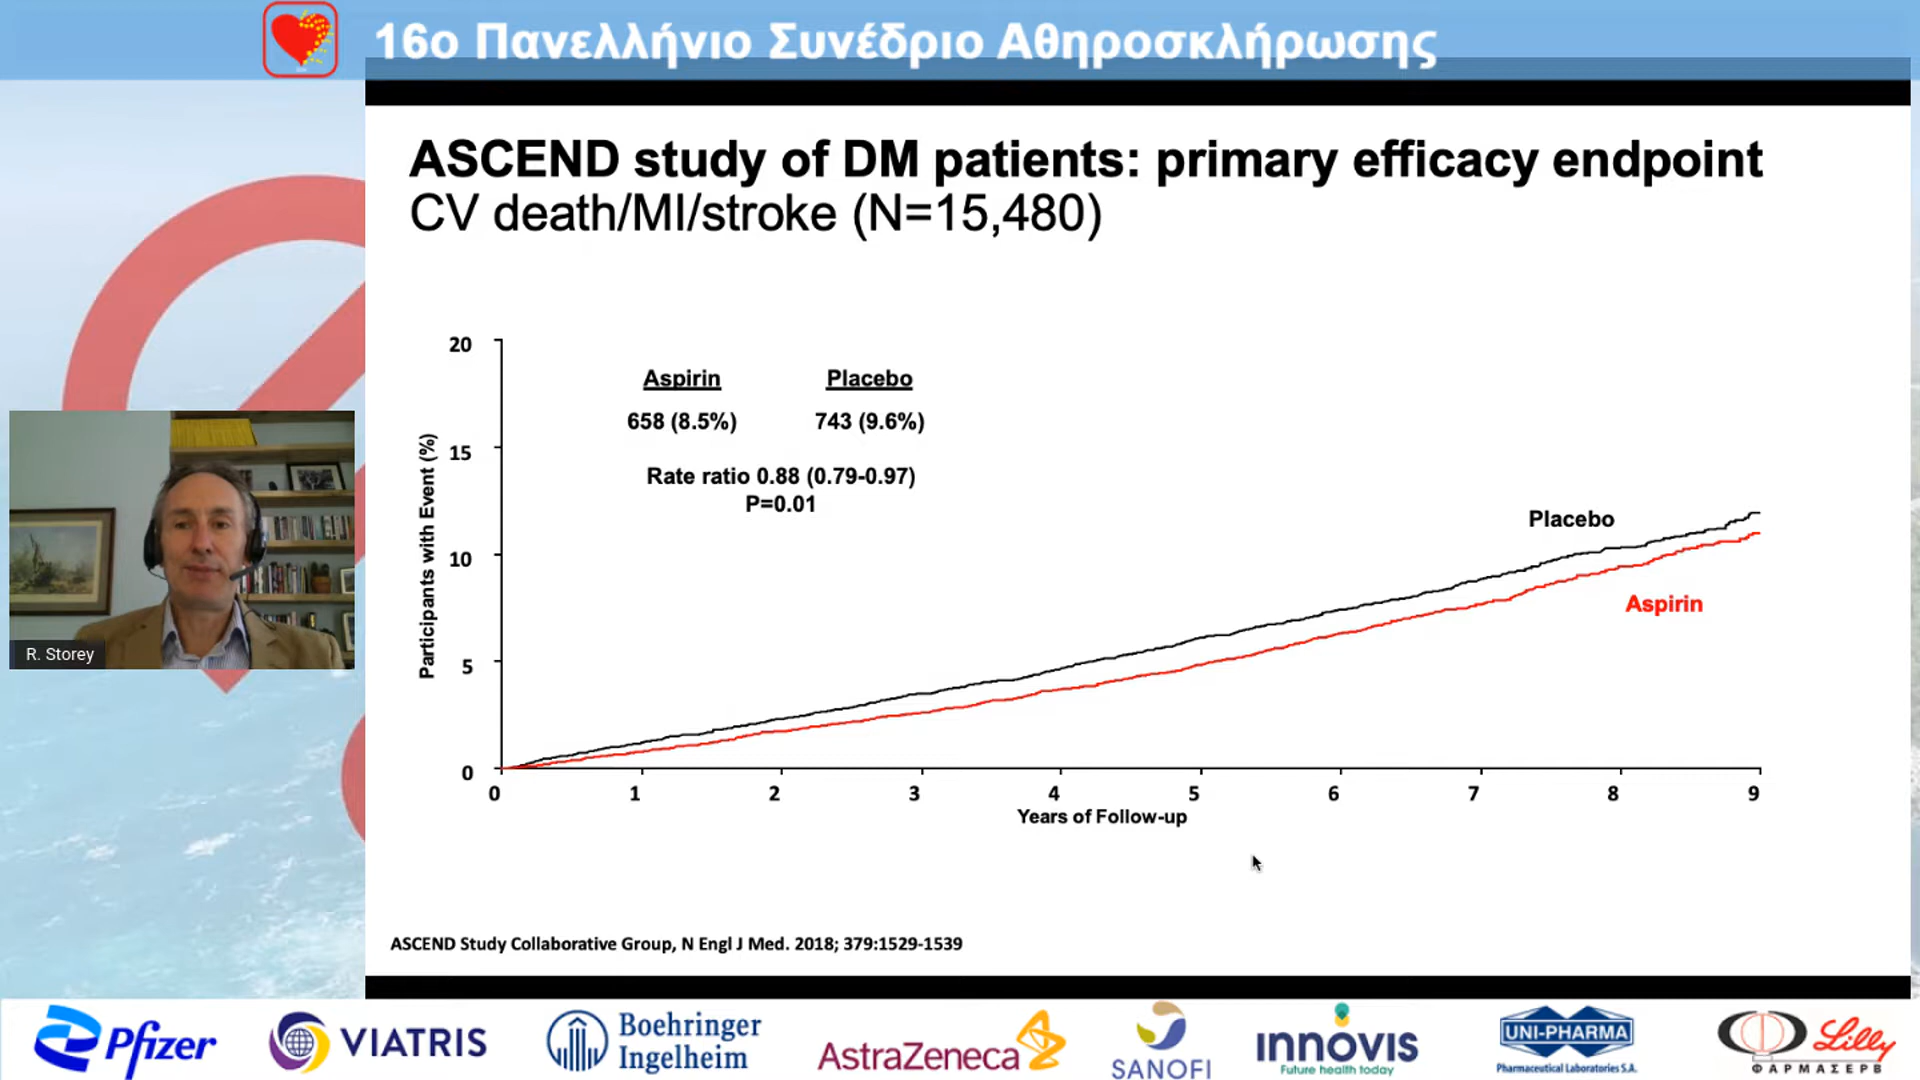 16ο Πανελλήνιο Συνέδριο Αθηροσκλήρωσης
ASCEND study of DM patients: primary efficacy endpoint
CV death/MI/stroke (N=15,480)
20
15
10
5
0
Participants with Event (%)
Aspirin Placebo
658 (8.5%) 743 (9.6%)
Rate ratio 0.88 (0.79-0.97)
P=0.01
Placebo
Aspirin
0 1 2 3 4 5 6 7 8 9
Years of Follow-up
R. Storey
ASCEND Study Collaborative Group, N Engl J Med. 2018; 379:1529-1539
Pfizer
VIATRIS
Boehringer
Ingelheim
AstraZeneca
SANOFI
INNOVIS
Future health today
UNI-PHARMA
Pharmaceutical Laboratories S.A.
Lilly
ΦΑΡΜΑΣΕΡΒ